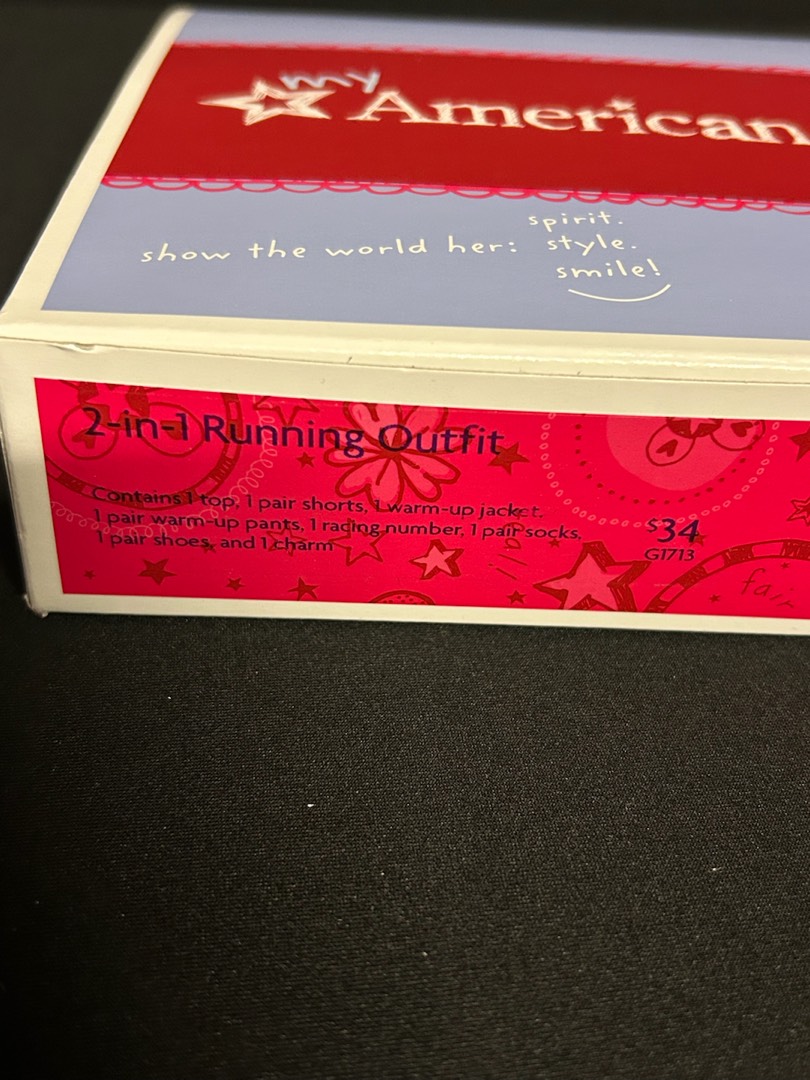 my
American
spirit.
show the world her: style.
smile!
2-in-1 Running Outfit
Contains 1 top, 1 pair shorts, 1 warm-up jacket,
1 pair warm-up pants, 1 racing number, 1 pair socks,
1 pair shoes, and 1 charm
$34
G1713